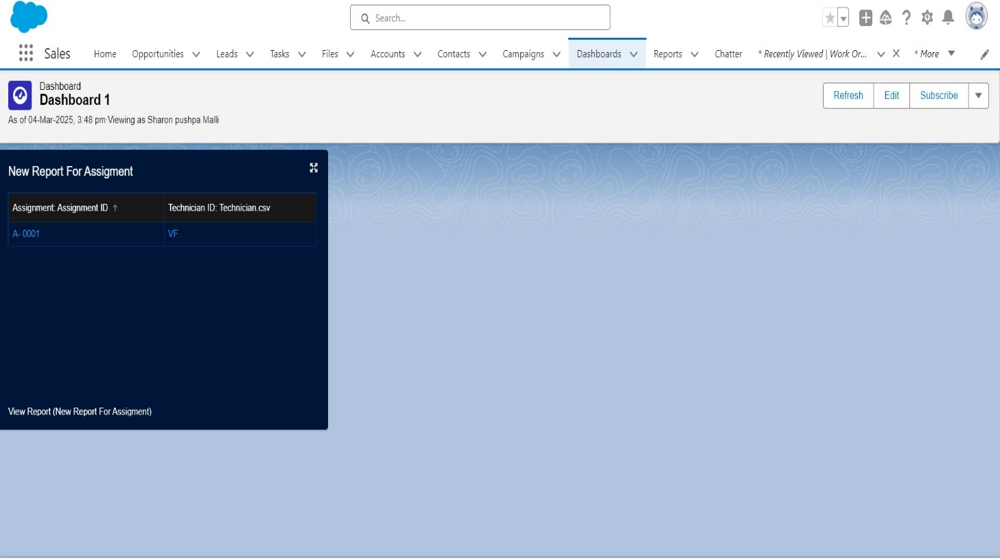 Search...
Sales Home Opportunities Leads Tasks Files Accounts Contacts Campaigns Dashboards Reports Chatter * Recently Viewed | Work Or... * More
Dashboard
Dashboard 1
Refresh Edit Subscribe
As of 04-Mar-2025, 3:48 pm·Viewing as Sharon pushpa Malli
New Report For Assigment
Assignment: Assignment ID ↑ Technician ID: Technician.csv
A- 0001 VF
View Report (New Report For Assigment)